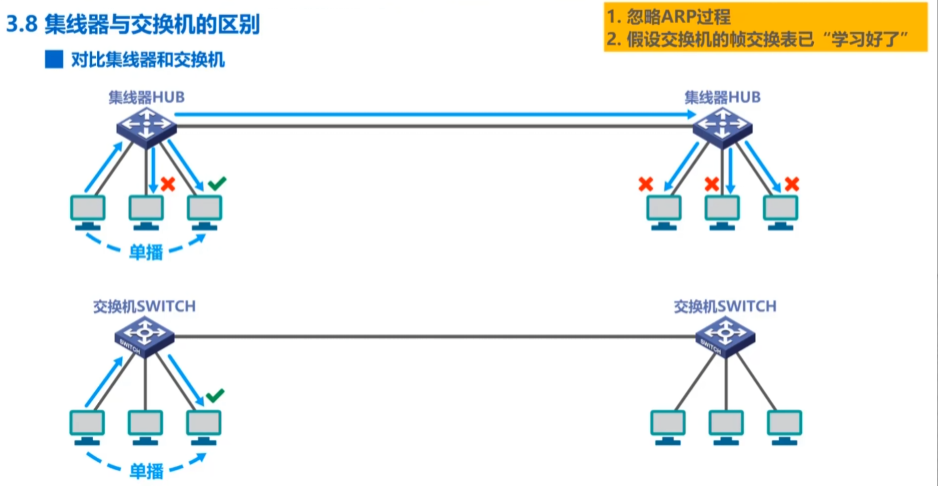 3.8 集线器与交换机的区别
1. 忽略ARP过程
2. 假设交换机的帧交换表已“学习好了”
对比集线器和交换机
集线器HUB
集线器HUB
单播
交换机SWITCH
交换机SWITCH
SWITCH
SWITCH
单播